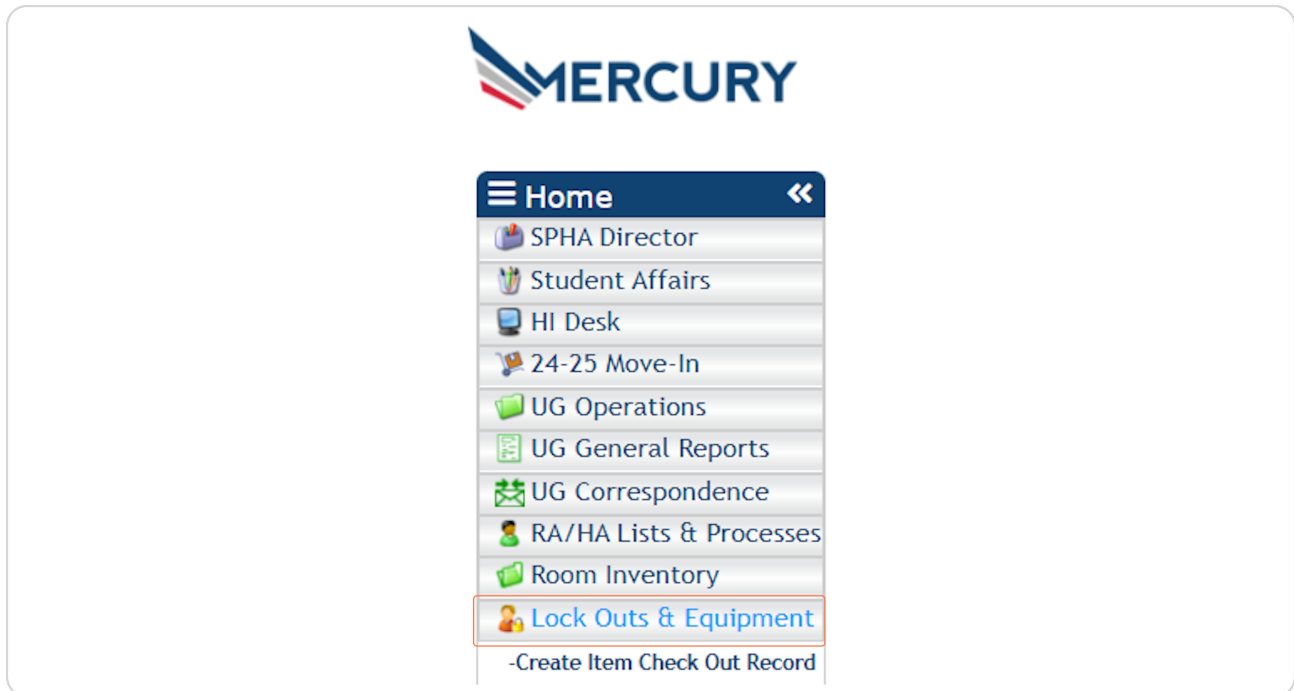 MERCURY
Home
SPHA Director
Student Affairs
HI Desk
24-25 Move-In
UG Operations
UG General Reports
UG Correspondence
RA/HA Lists & Processes
Room Inventory
Lock Outs & Equipment
-Create Item Check Out Record